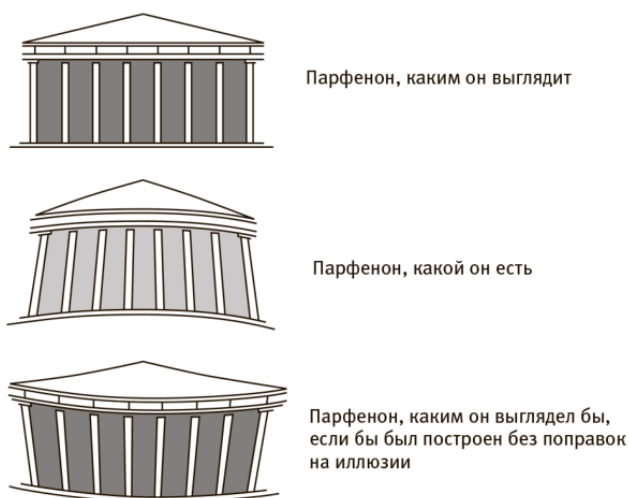 Парфенон, каким он выглядит
Парфенон, какой он есть
Парфенон, каким он выглядел бы,
если бы был построен без поправок
на иллюзии